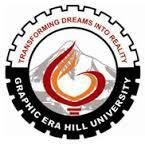 TRANSFORMING DREAMS INTO REALITY
GRAPHIC ERA HILL UNIVERSITY